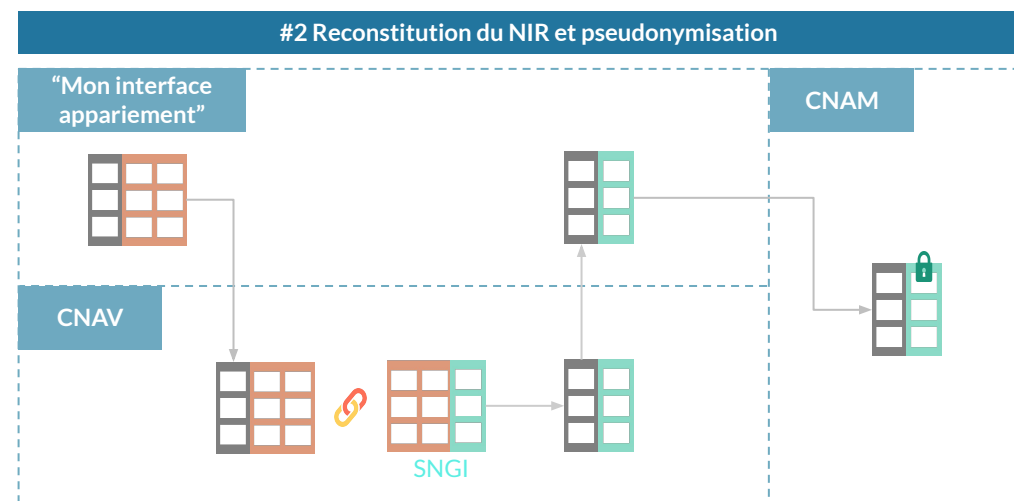 #2 Reconstitution du NIR et pseudonymisation
“Mon interface
appariement”
CNAM
CNAV
SNGI